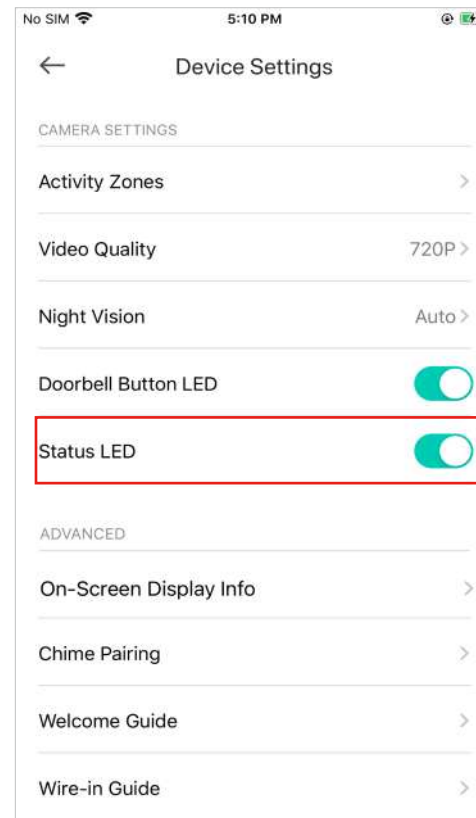 No SIM 5:10 PM
Device Settings
CAMERA SETTINGS
Activity Zones
Video Quality 720P
Night Vision Auto
Doorbell Button LED
Status LED
ADVANCED
On-Screen Display Info
Chime Pairing
Welcome Guide
Wire-in Guide